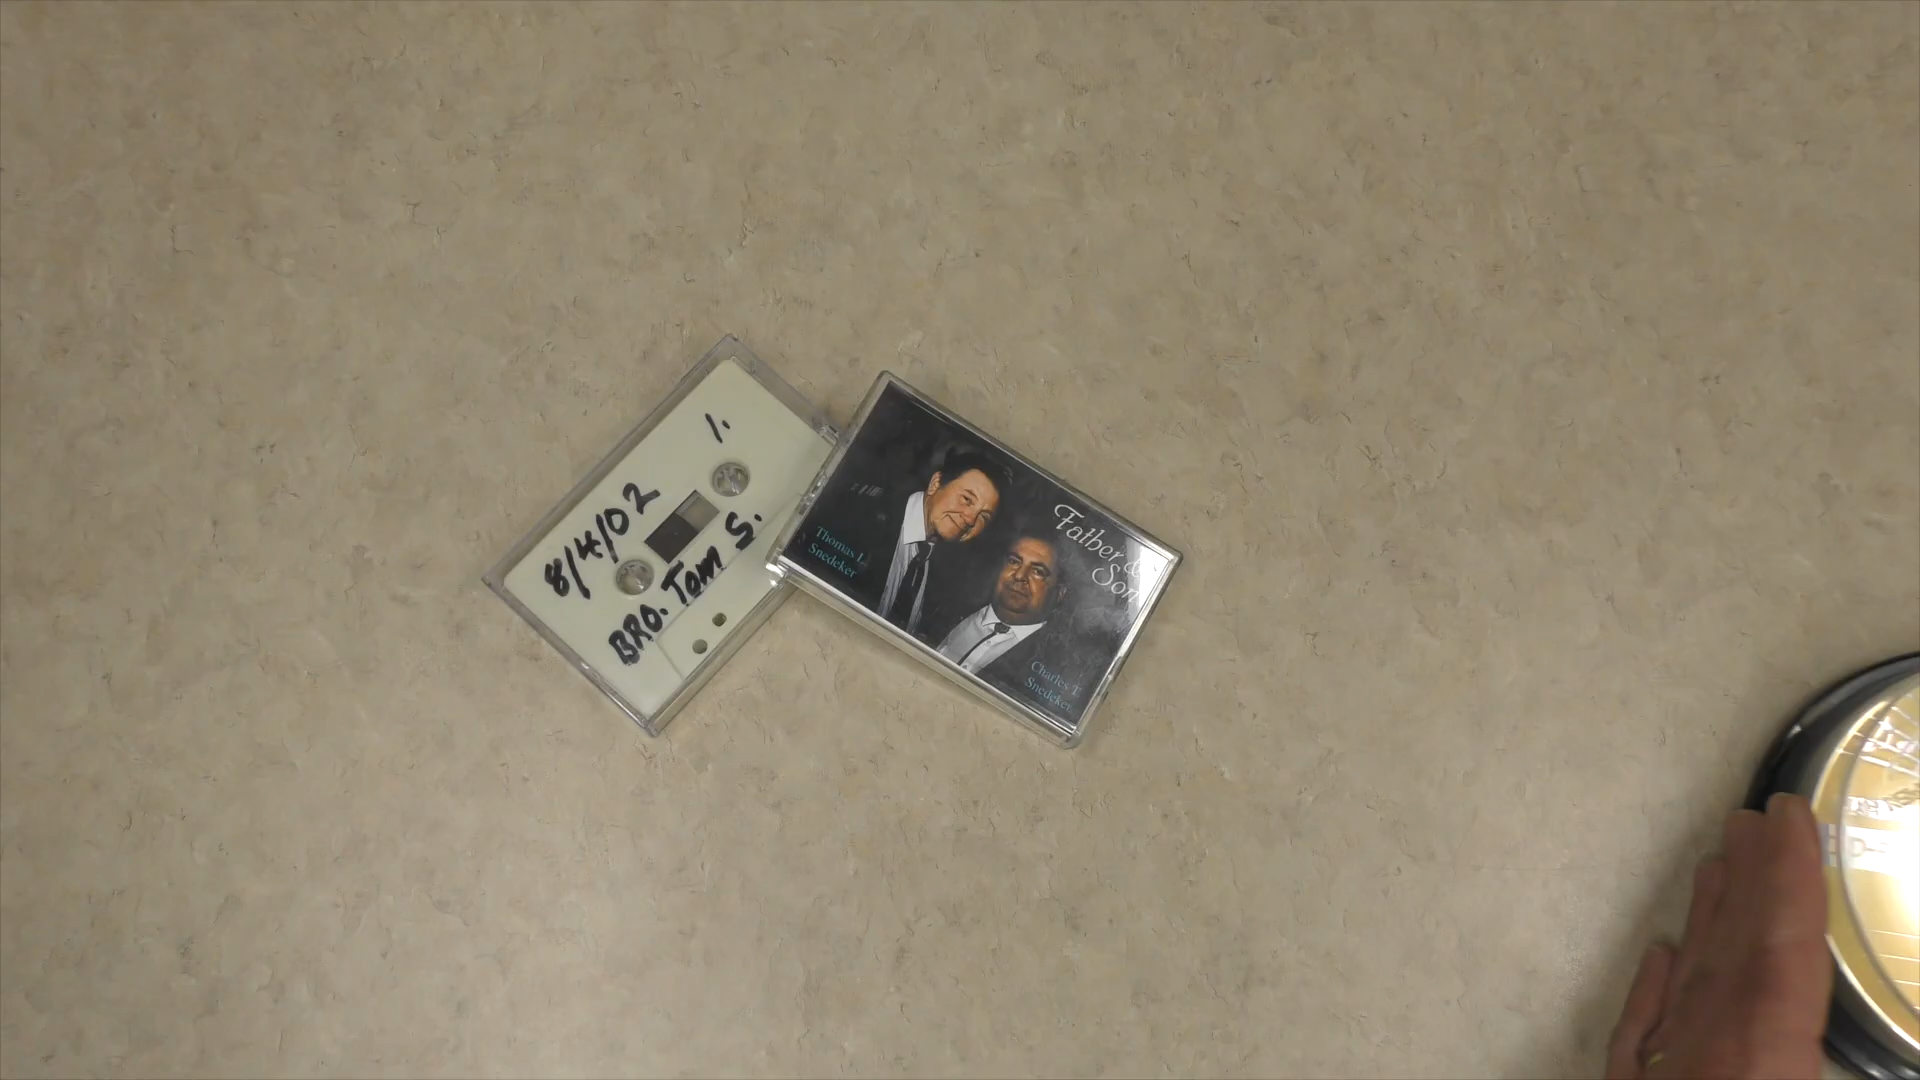 1.
8/4/02
BRO. Tom S.
Father &
Son
Thomas L.
Snedeker
Charles T.
Snedeker